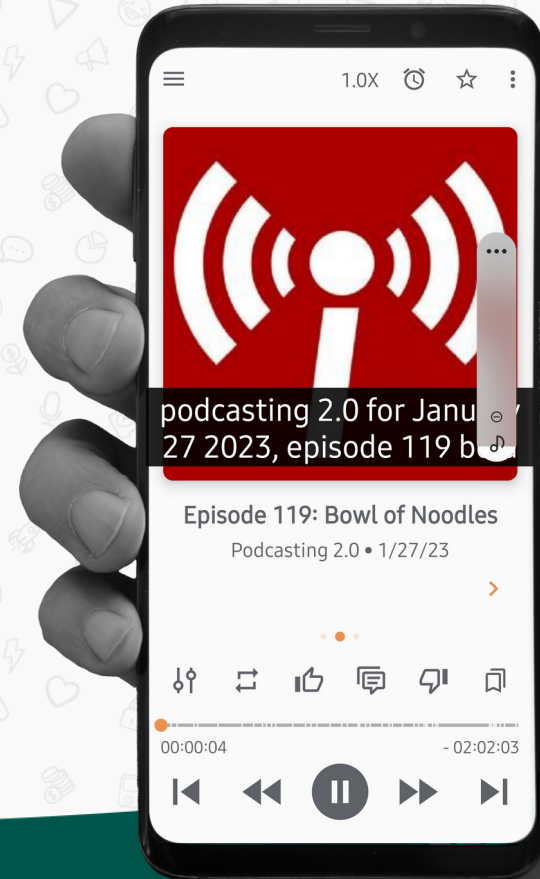 1.0X
podcasting 2.0 for Janu y
27 2023, episode 119 b
Episode 119: Bowl of Noodles
Podcasting 2.0 • 1/27/23
00:00:04
- 02:02:03